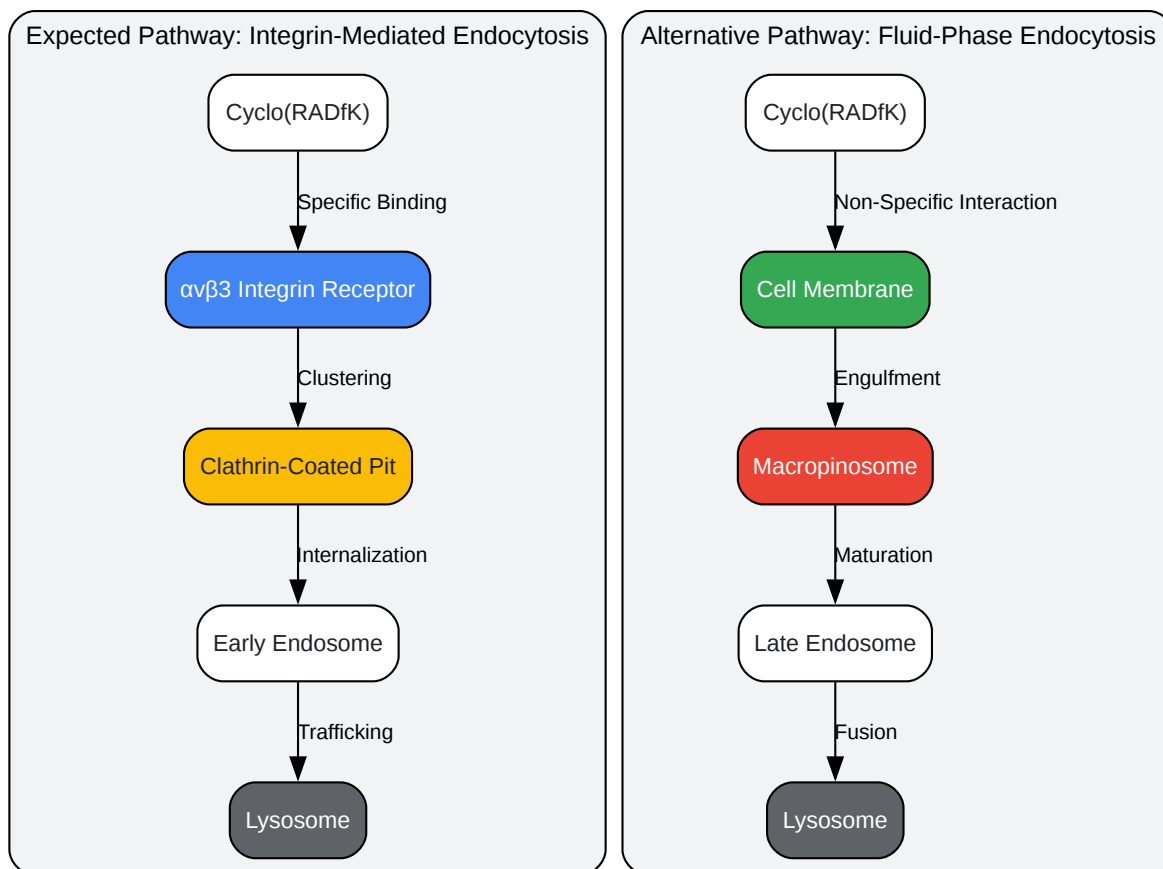 Expected Pathway: Integrin-Mediated Endocytosis
Cyclo(RADfK)
Specific Binding
αvβ3 Integrin Receptor
Clustering
Clathrin-Coated Pit
Internalization
Early Endosome
Trafficking
Lysosome
Alternative Pathway: Fluid-Phase Endocytosis
Cyclo(RADfK)
Non-Specific Interaction
Cell Membrane
Engulfment
Macropinosome
Maturation
Late Endosome
Fusion
Lysosome